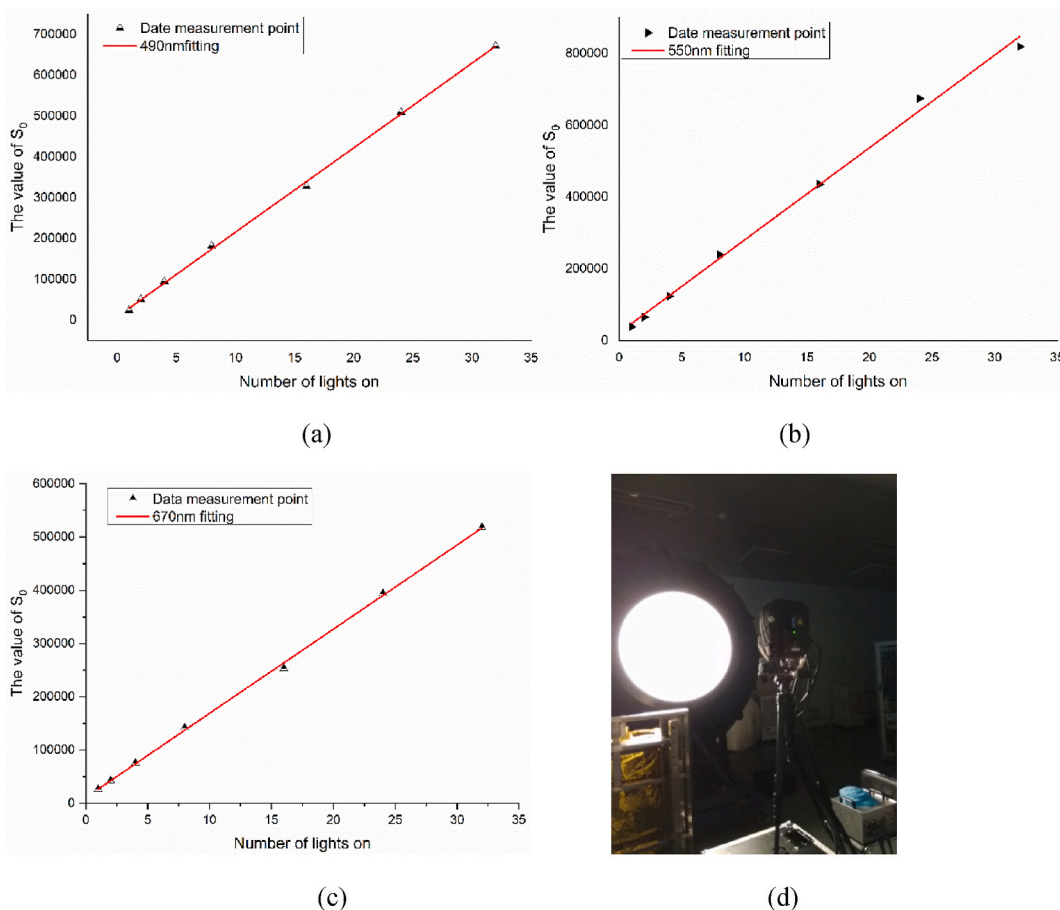 Date measurement point
490nmfitting
The value of S0
700000
600000
500000
400000
300000
200000
100000
0
0 5 10 15 20 25 30 35
Number of lights on
(a)
Date measurement point
550nm fitting
The value of S0
800000
600000
400000
200000
0
0 5 10 15 20 25 30 35
Number of lights on
(b)
Data measurement point
670nm fitting
The value of S0
600000
500000
400000
300000
200000
100000
0
0 5 10 15 20 25 30 35
Number of lights on
(c)
(d)